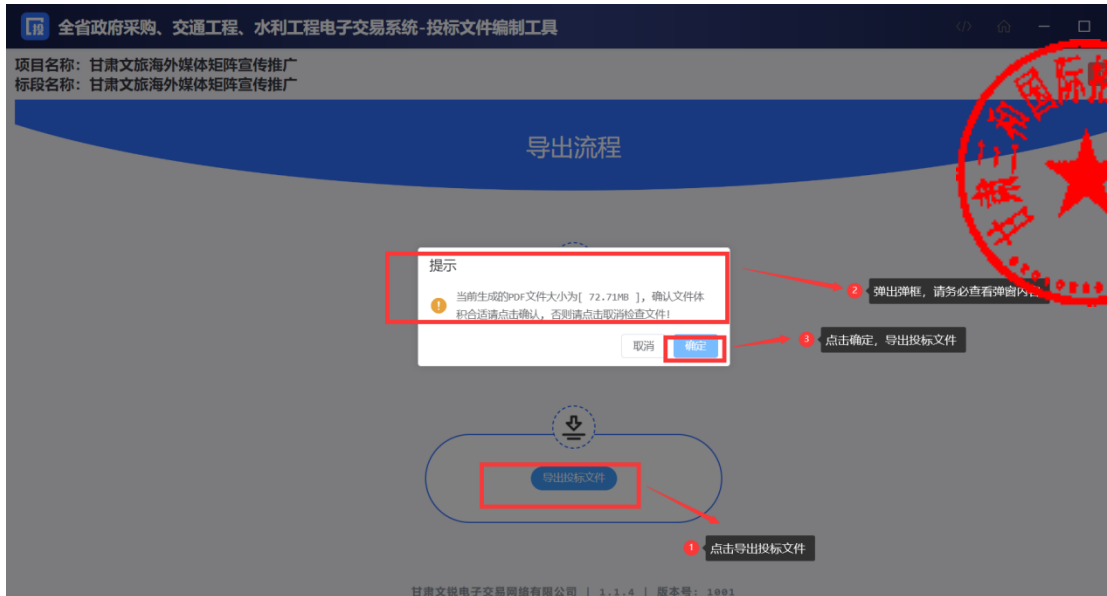 全省政府采购、交通工程、水利工程电子交易系统-投标文件编制工具
项目名称: 甘肃文旅海外媒体矩阵宣传推广
标段名称: 甘肃文旅海外媒体矩阵宣传推广
导出流程
提示
当前生成的PDF文件大小为[ 72.71MB ], 确认文件体
积合适请点击确认, 否则请点击取消检查文件!
取消
确定
2 弹出弹框, 请务必查看弹窗内容
3 点击确定, 导出投标文件
导出投标文件
1 点击导出投标文件
甘肃文锐电子交易网络有限公司 | 1.1.4 | 版本号: 1001